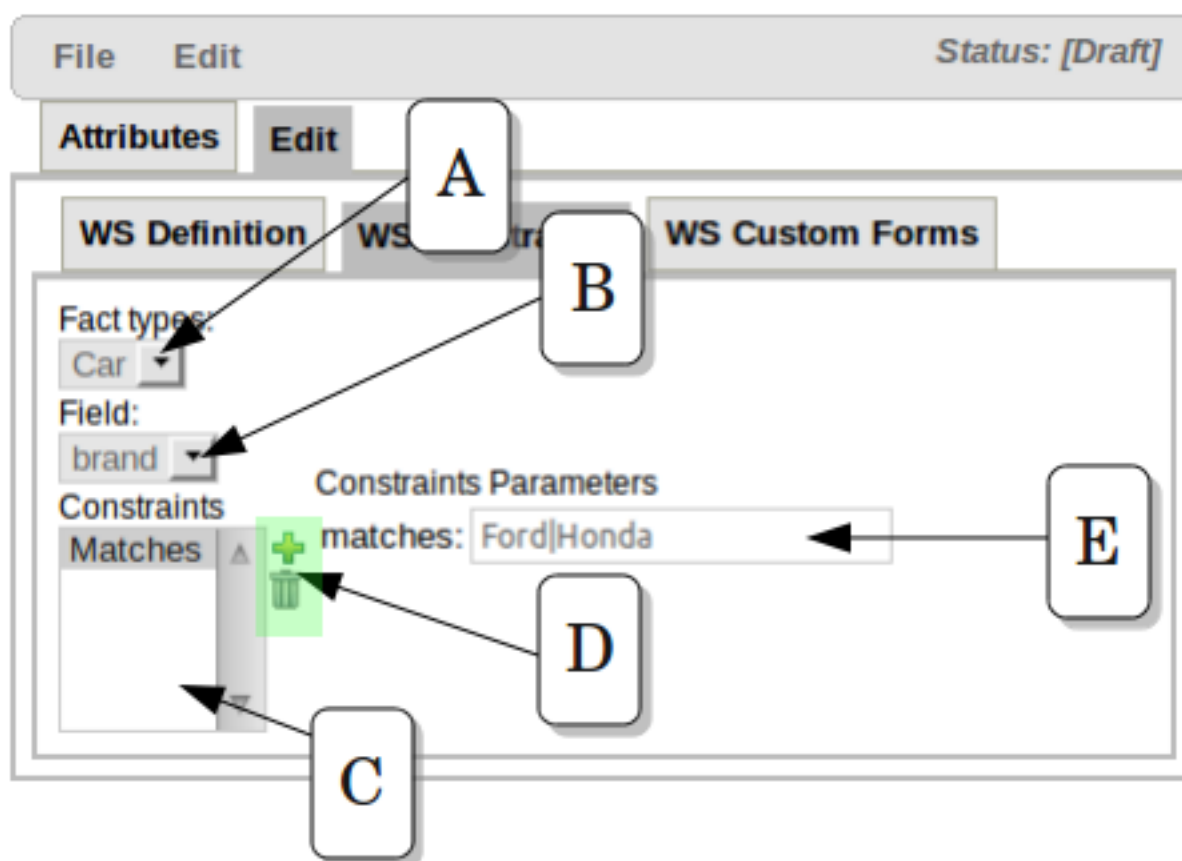 File Edit Status: [Draft]
Attributes Edit
A
WS Definition WS WS Custom Forms
B
Fact types:
Car
Field:
brand
Constraints Parameters
Constraints
matches: Ford|Honda
E
Matches
D
C